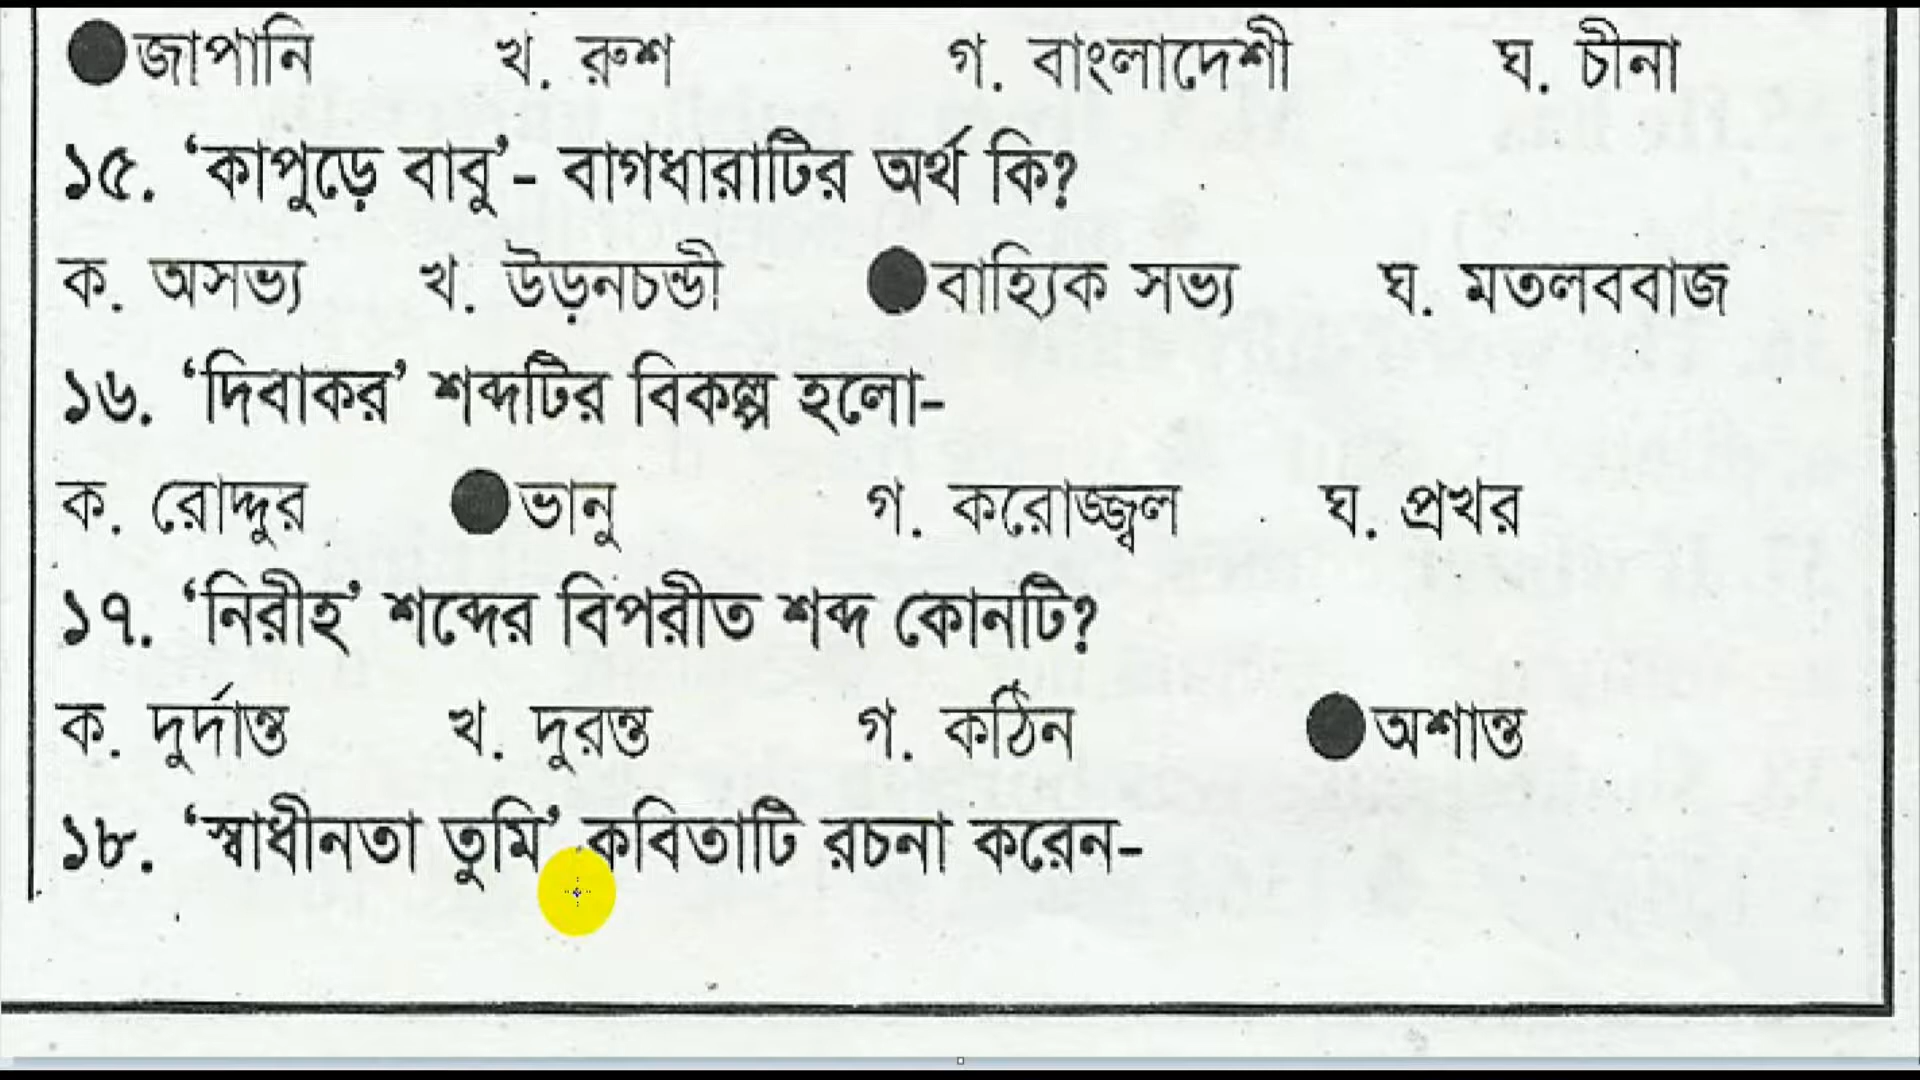 জাপানি খ. রুশ গ. বাংলাদেশী ঘ. চীনা
১৫. ‘কাপুড়ে বাবু’- বাগধারাটির অর্থ কি?
ক. অসভ্য খ. উড়নচন্ডী বাহ্যিক সভ্য ঘ. মতলববাজ
১৬. ‘দিবাকর’ শব্দটির বিকল্প হলো-
ক. রোদ্দুর ভানু গ. করোজ্জ্বল ঘ. প্রখর
১৭. ‘নিরীহ’ শব্দের বিপরীত শব্দ কোনটি?
ক. দুর্দান্ত খ. দুরন্ত গ. কঠিন অশান্ত
১৮. ‘স্বাধীনতা তুমি’ কবিতাটি রচনা করেন-